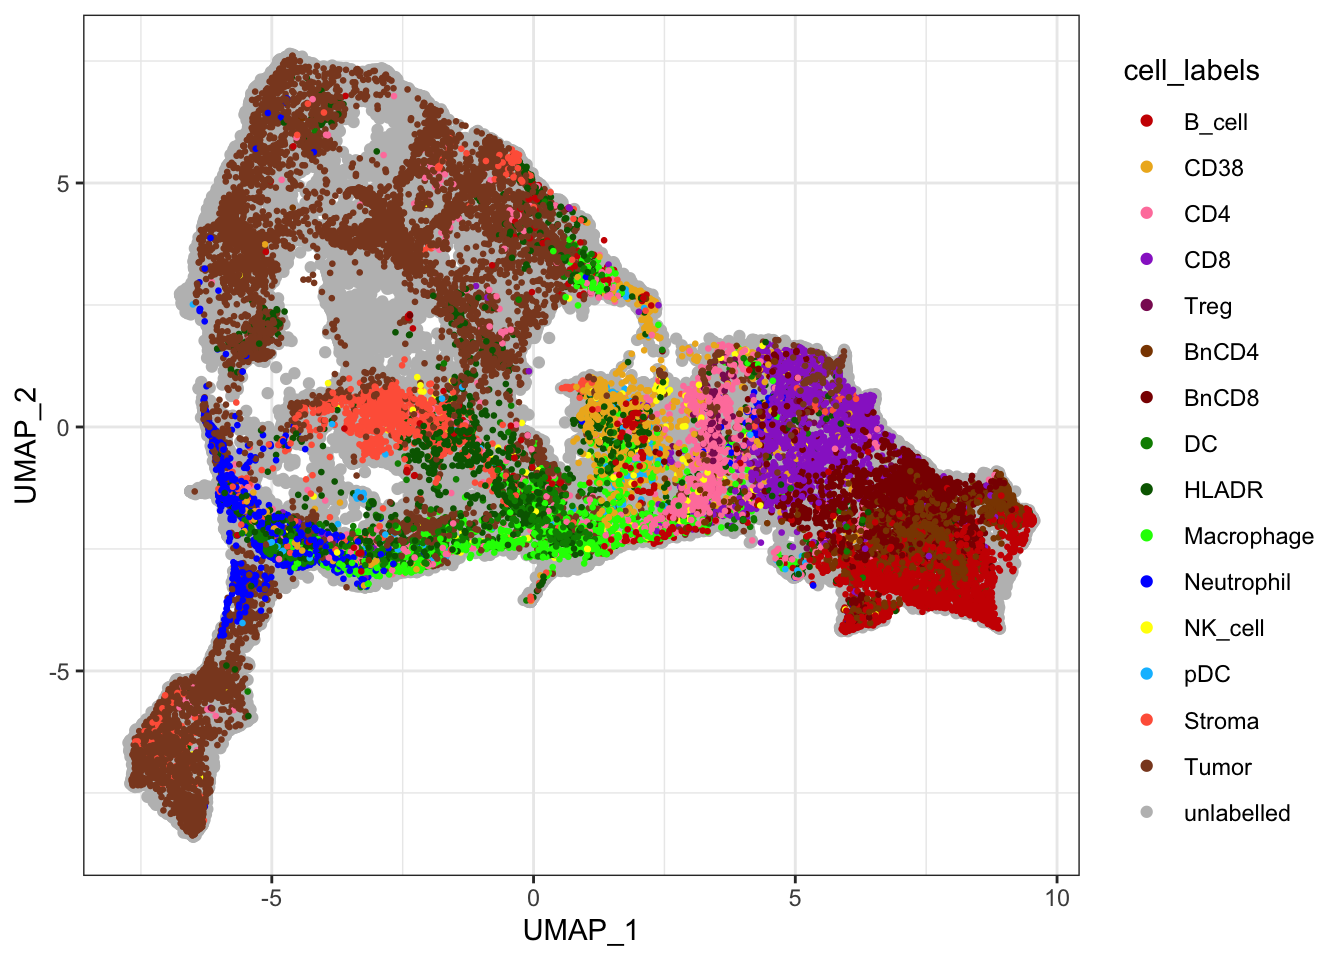 cell_labels
B_cell
CD38
CD4
CD8
Treg
BnCD4
BnCD8
DC
HLADR
Macrophage
Neutrophil
NK_cell
pDC
Stroma
Tumor
unlabelled
5
0
-5
UMAP_2
-5
0
5
10
UMAP_1